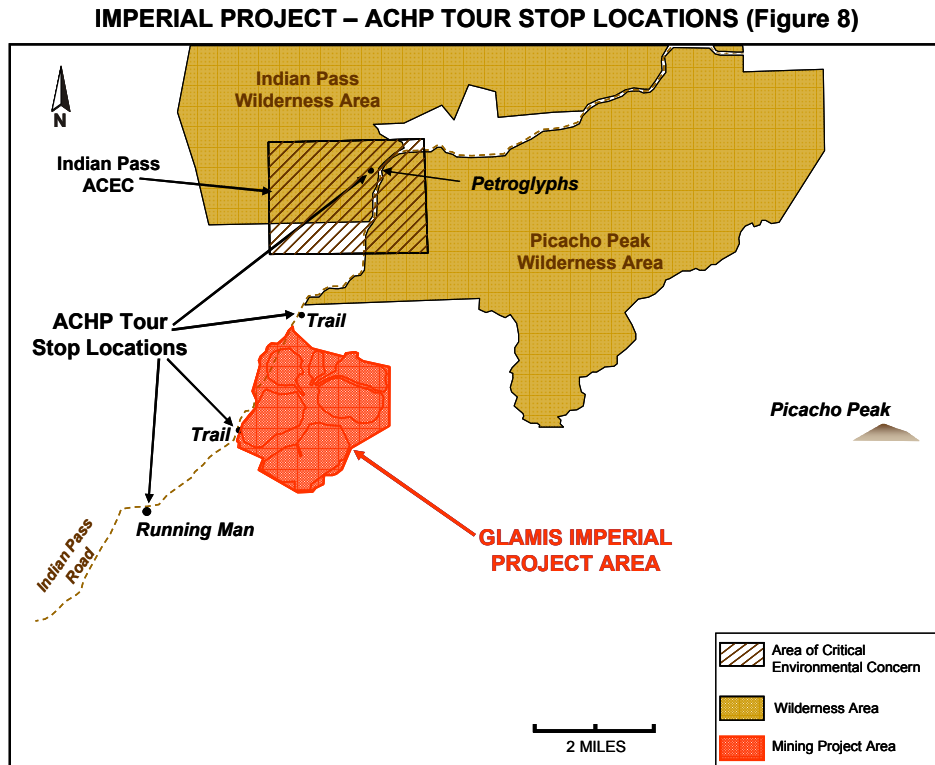 IMPERIAL PROJECT – ACHP TOUR STOP LOCATIONS (Figure 8)
N
Indian Pass
Wilderness Area
Indian Pass
ACEC
Petroglyphs
Picacho Peak
Wilderness Area
ACHP Tour
Stop Locations
Trail
Trail
Picacho Peak
Running Man
Indian Pass
Road
GLAMIS IMPERIAL
PROJECT AREA
2 MILES
Area of Critical
Environmental Concern
Wilderness Area
Mining Project Area